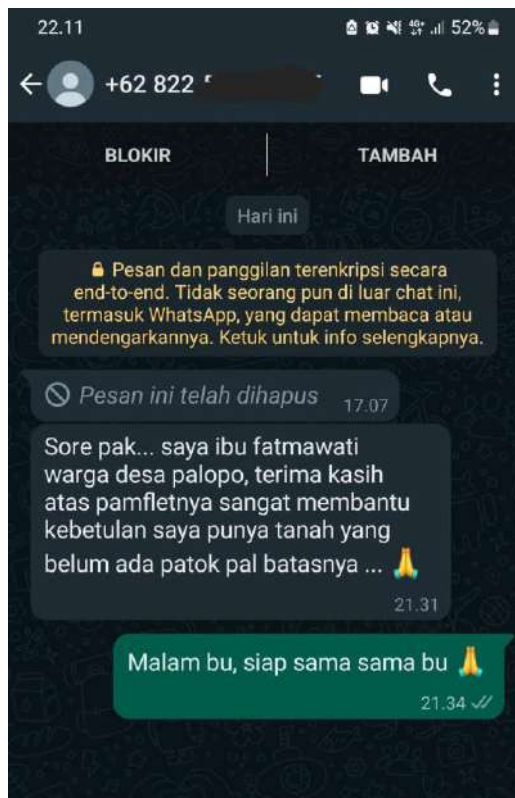 22.11 52%
+62 822
BLOKIR TAMBAH
Hari ini
Pesan dan panggilan terenkripsi secara
end-to-end. Tidak seorang pun di luar chat ini,
termasuk WhatsApp, yang dapat membaca atau
mendengarkannya. Ketuk untuk info selengkapnya.
Pesan ini telah dihapus 17.07
Sore pak... saya ibu fatmawati
warga desa palopo, terima kasih
atas pamfletnya sangat membantu
kebetulan saya punya tanah yang
belum ada patok pal batasnya ... 🙏
21.31
Malam bu, siap sama sama bu 🙏
21.34